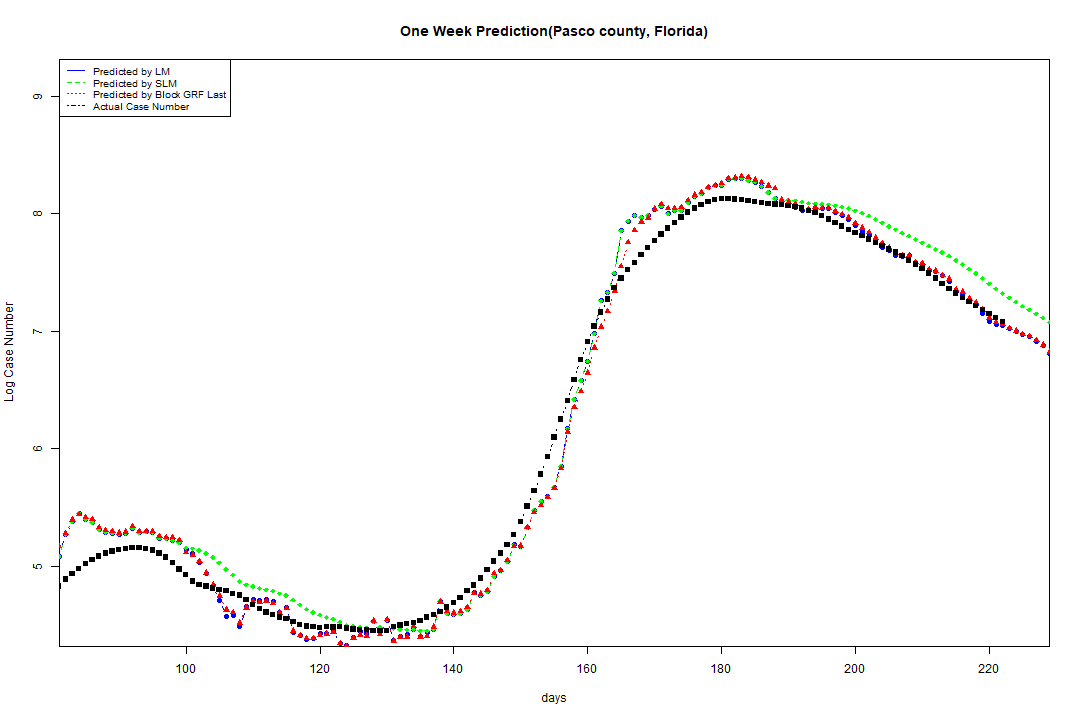 One Week Prediction(Pasco county, Florida)
Predicted by LM
Predicted by SLM
Predicted by Block GRF Last
Actual Case Number
9
8
7
6
5
Log Case Number
100 120 140 160 180 200 220
days